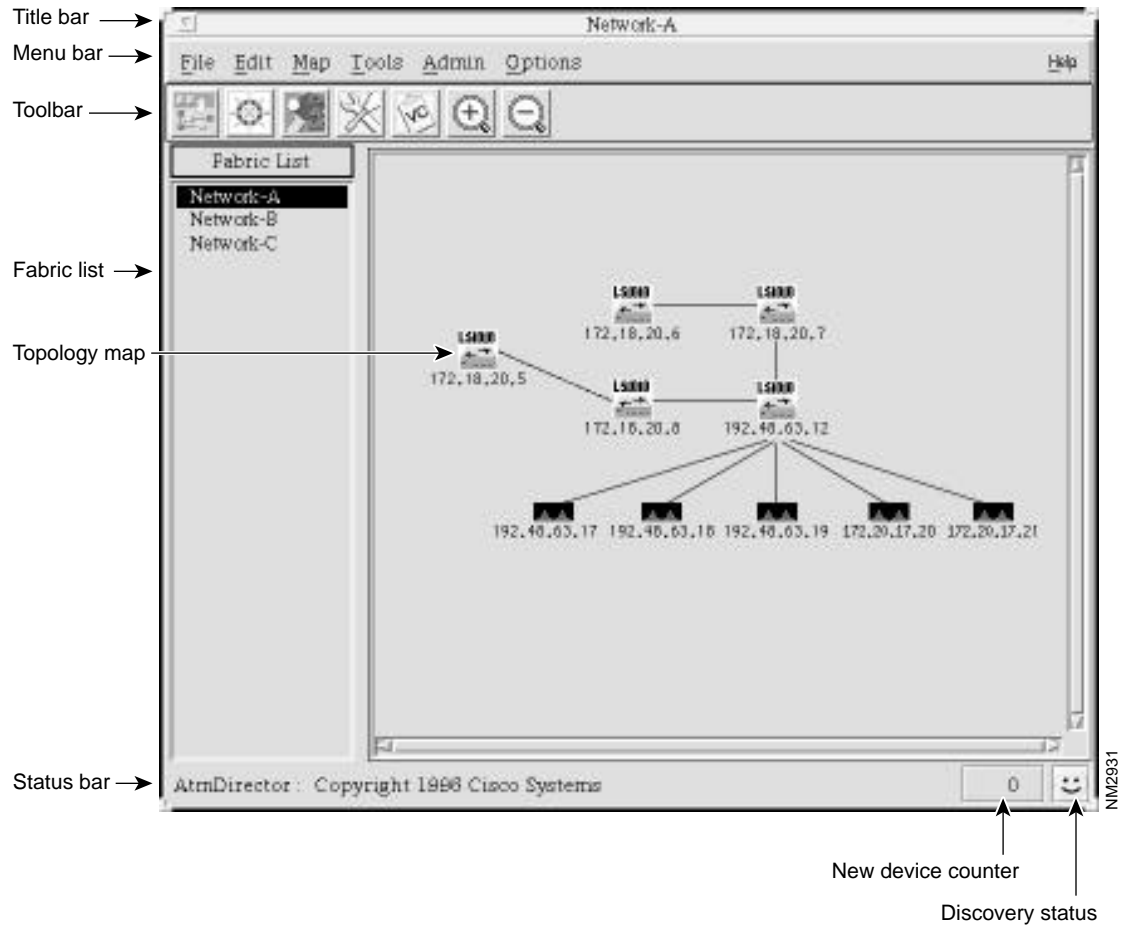 Title bar
Network-A
Menu bar
File Edit Map Tools Admin Options Help
Toolbar
VC
Fabric List
Network-A
Network-B
Network-C
Fabric list
Topology map
LS1010
172.18.20.6
LS1010
172.18.20.7
LS1010
172.18.20.5
LS1010
172.18.20.8
LS1010
192.48.63.12
192.48.63.17 192.48.63.18 192.48.63.19 172.20.17.20 172.20.17.21
Status bar
AtmDirector : Copyright 1996 Cisco Systems
0
NM2931
New device counter
Discovery status